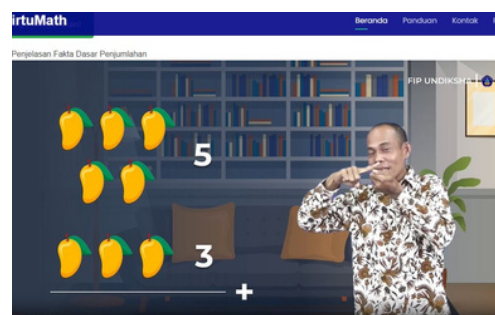 irtuMath
Beranda Panduan Kontak
Penjelasan Fakta Dasar Penjumlahan
FIP UNDIKSHA
5
3
+